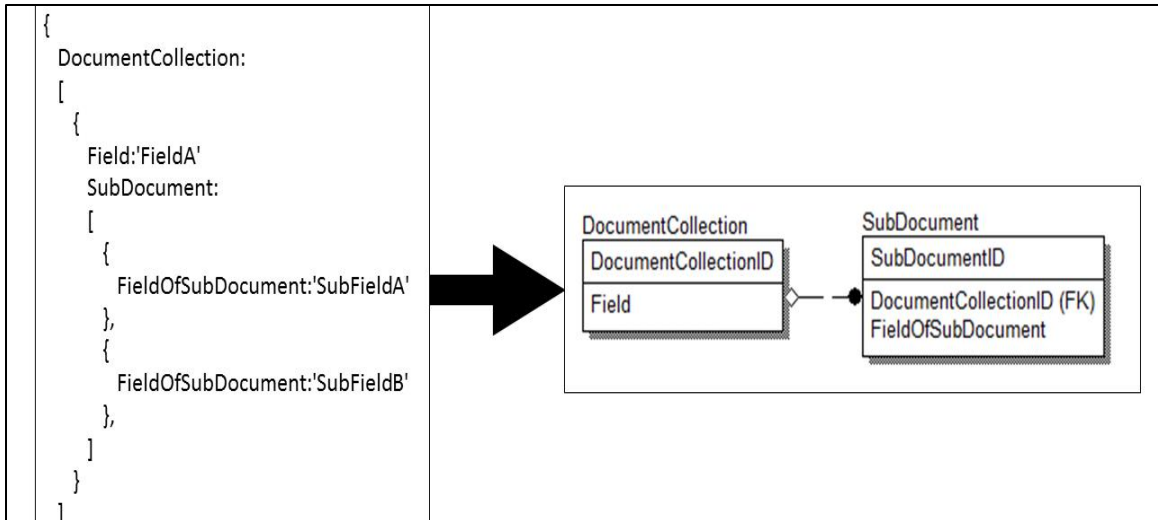 {
DocumentCollection:
[
{
Field:'FieldA'
SubDocument:
[
{
FieldOfSubDocument:'SubFieldA'
},
{
FieldOfSubDocument:'SubFieldB'
},
]
}
]
DocumentCollection
DocumentCollectionID
Field
SubDocument
SubDocumentID
DocumentCollectionID (FK)
FieldOfSubDocument